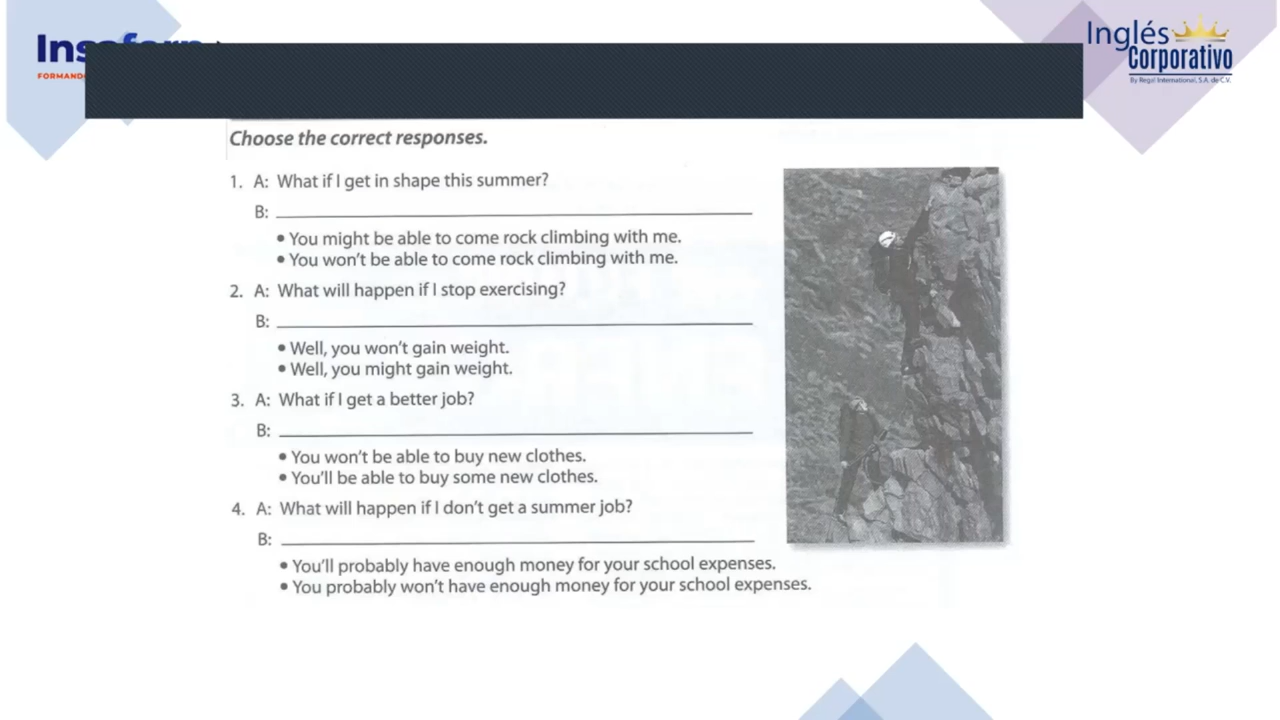 FORMAND
Inglés
Corporativo
By Regal International, S.A. de C.V.
Choose the correct responses.
1. A: What if I get in shape this summer?
B:
• You might be able to come rock climbing with me.
• You won't be able to come rock climbing with me.
2. A: What will happen if I stop exercising?
B:
• Well, you won't gain weight.
• Well, you might gain weight.
3. A: What if I get a better job?
B:
• You won't be able to buy new clothes.
• You'll be able to buy some new clothes.
4. A: What will happen if I don't get a summer job?
B:
• You'll probably have enough money for your school expenses.
• You probably won't have enough money for your school expenses.